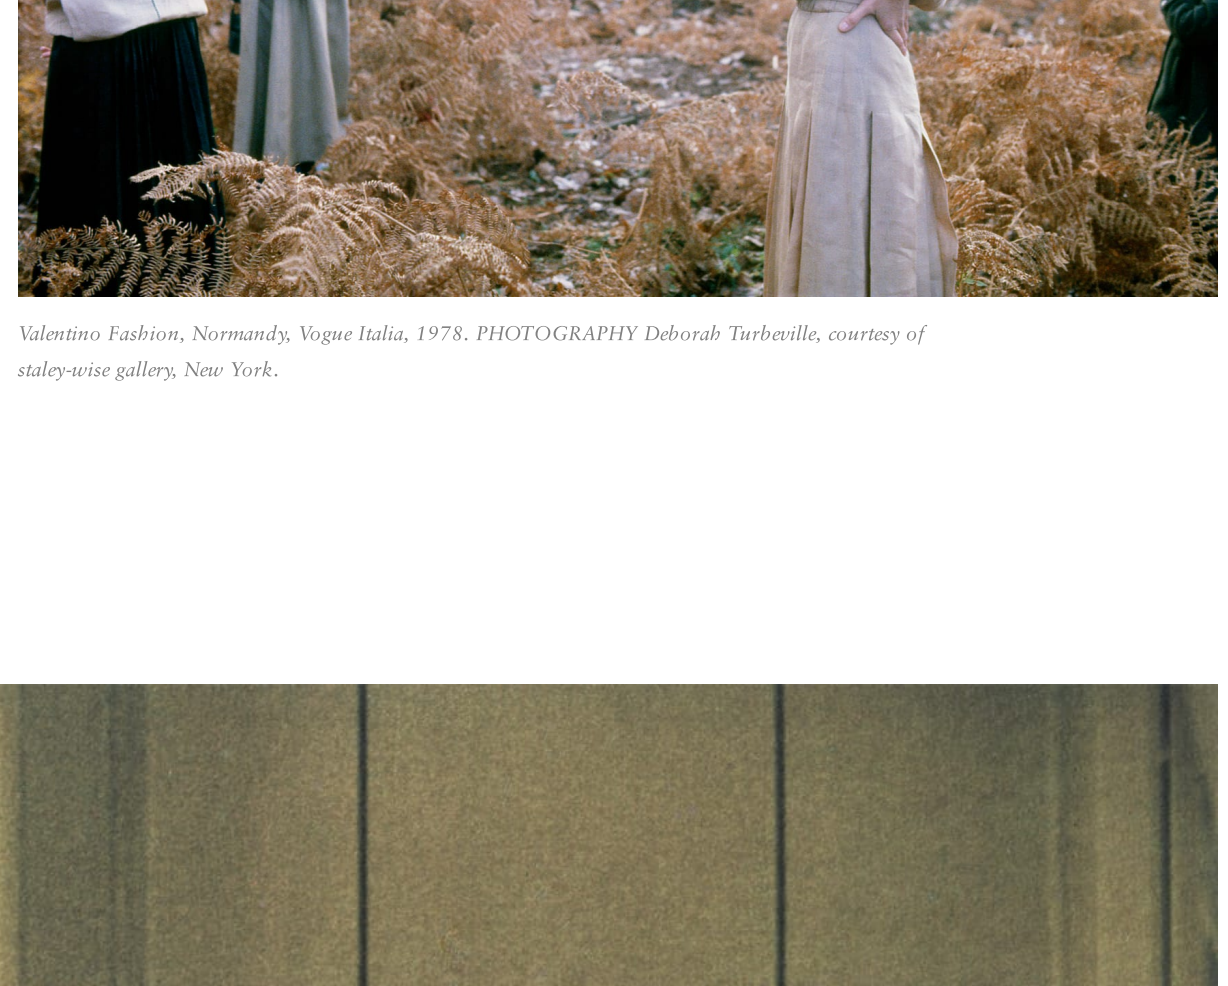 Valentino Fashion, Normandy, Vogue Italia, 1978. PHOTOGRAPHY Deborah Turbeville, courtesy of
staley-wise gallery, New York.